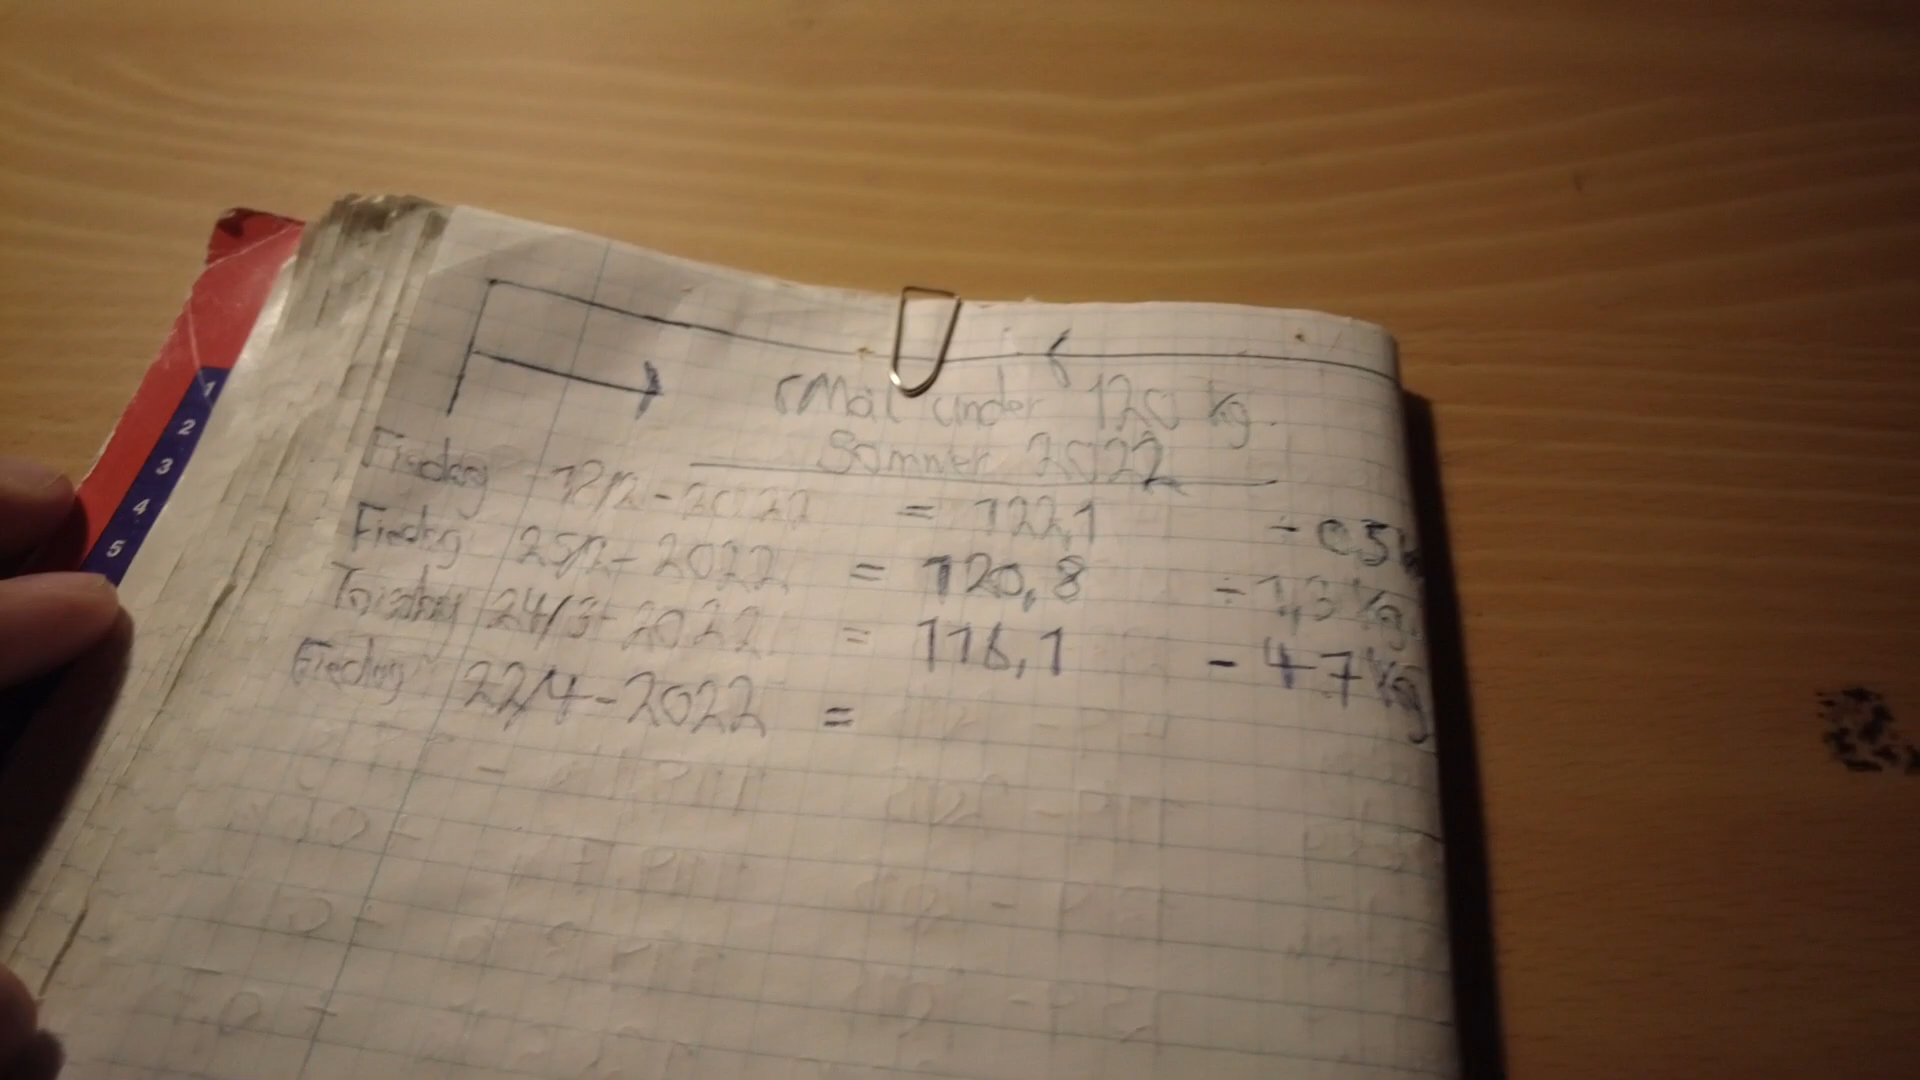 Mål under 120 kg.
Sommer 2022
Fredag 18/2-2022 = 122,1 ÷ 0,5
Fredag 25/2-2022 = 120,8 ÷ 1,3 kg.
Torsdag 24/3-2022 = 116,1 - 4,7 kg
Fredag 22/4-2022 =
1
2
3
4
5